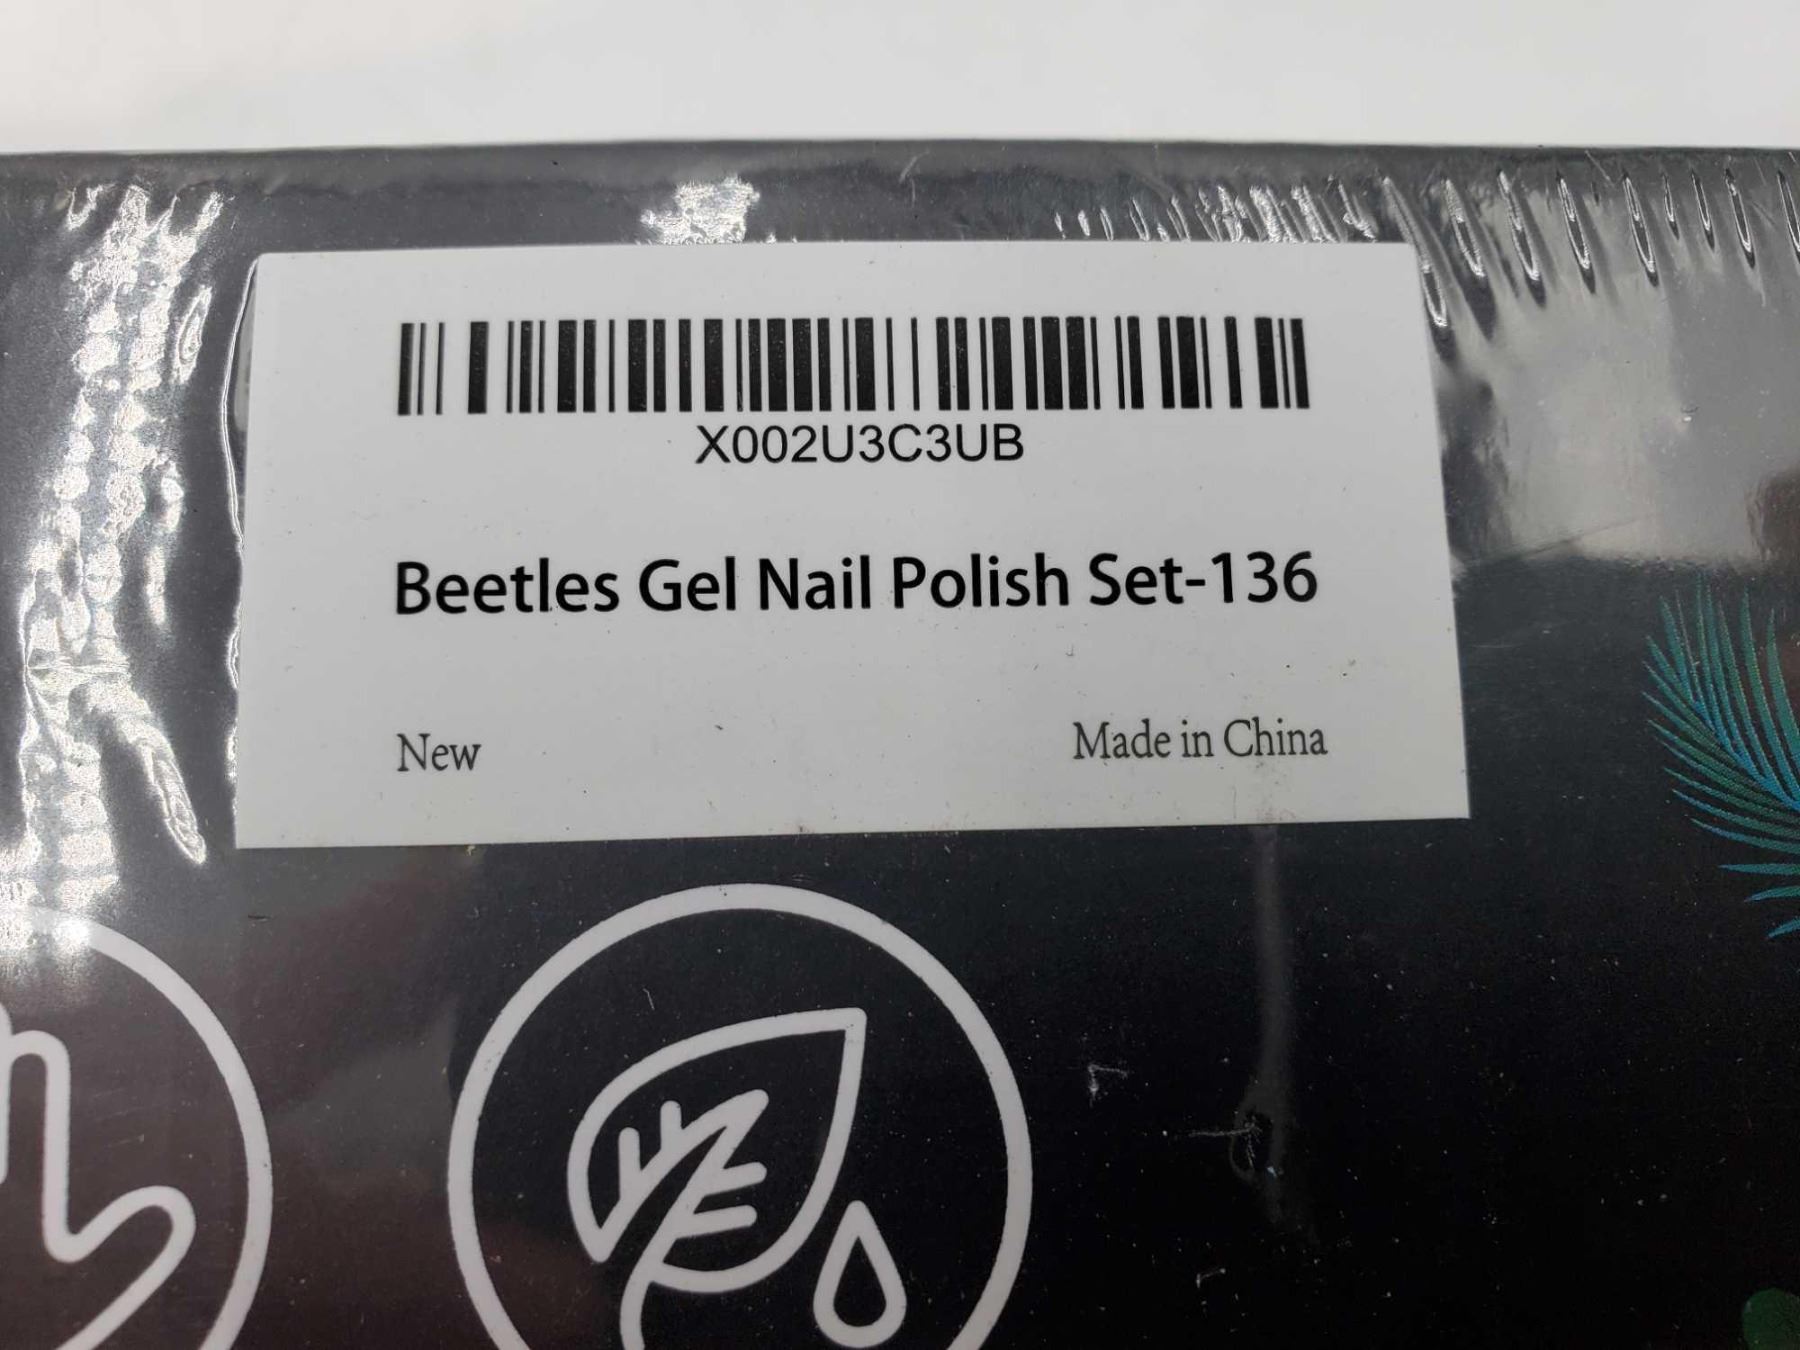 X002U3C3UB
Beetles Gel Nail Polish Set-136
New
Made in China